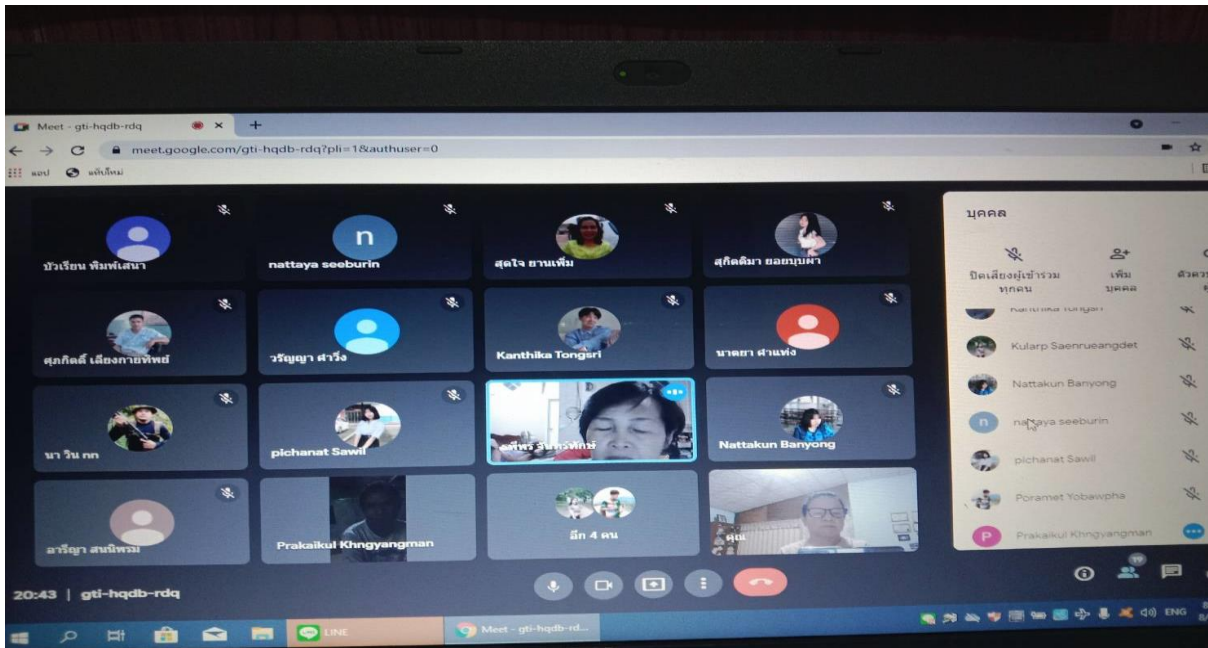 Meet - gti-hqdb-rdq
meet.google.com/gti-hqdb-rdq?pli=1&authuser=0
แอป
แท็บใหม่
บัวเรียน พิมพ์เสนา
n
nattaya seeburin
สุดใจ ยานเพิ่ม
สุกิตติมา ยอยบุบผา
ศุภกิตติ์ เลียงกายทิพย์
วรัญญา ศาวิ่ง
Kanthika Tongsri
นาตยา ศาแพ่ง
นา วิน nn
pichanat Sawil
Nattakun Banyong
Prakaikul Khngyangman
อีก 4 คน
คุณ
บุคคล
ปิดเสียงผู้เข้าร่วม
ทุกคน
เพิ่ม
บุคคล
Kanthika Tongsri
Kularp Saenrueangdet
Nattakun Banyong
n
nattaya seeburin
pichanat Sawil
Poramet Yobawpha
P
Prakaikul Khngyangman
19
20:43 | gti-hqdb-rdq
LINE
Meet - gti-hqdb-rd...
ENG